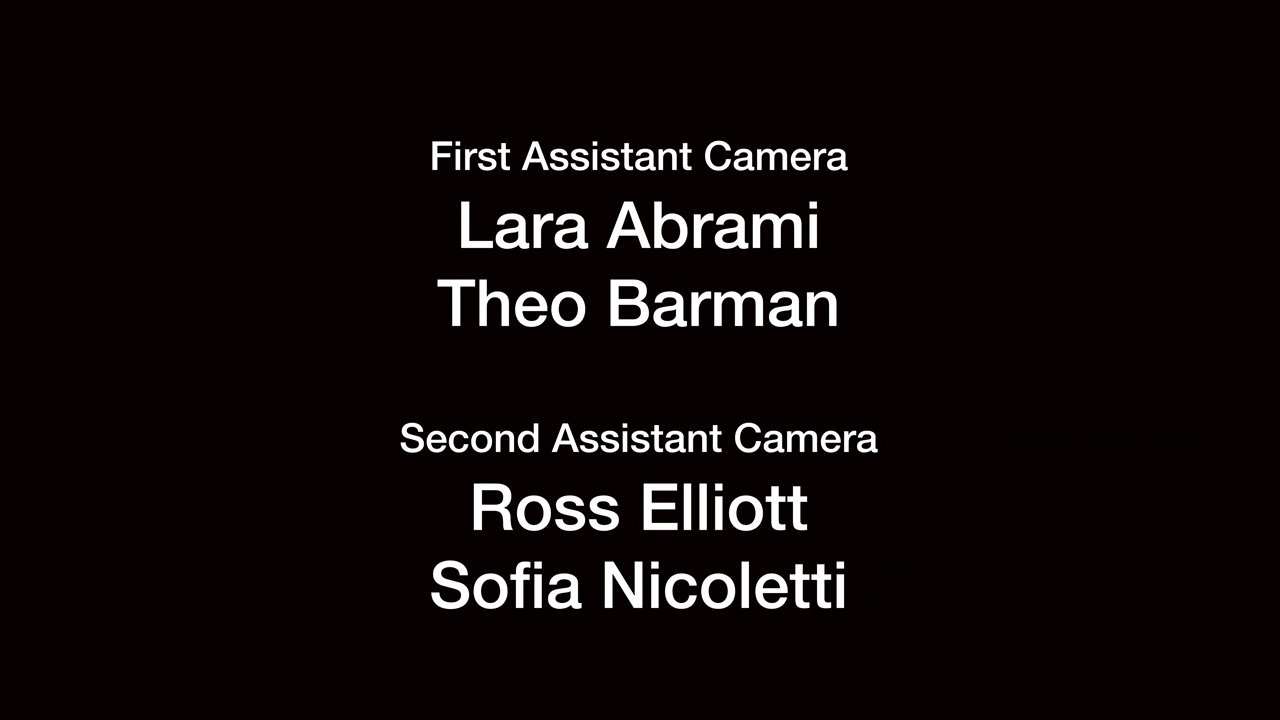 First Assistant Camera
Lara Abrami
Theo Barman
Second Assistant Camera
Ross Elliott
Sofia Nicoletti